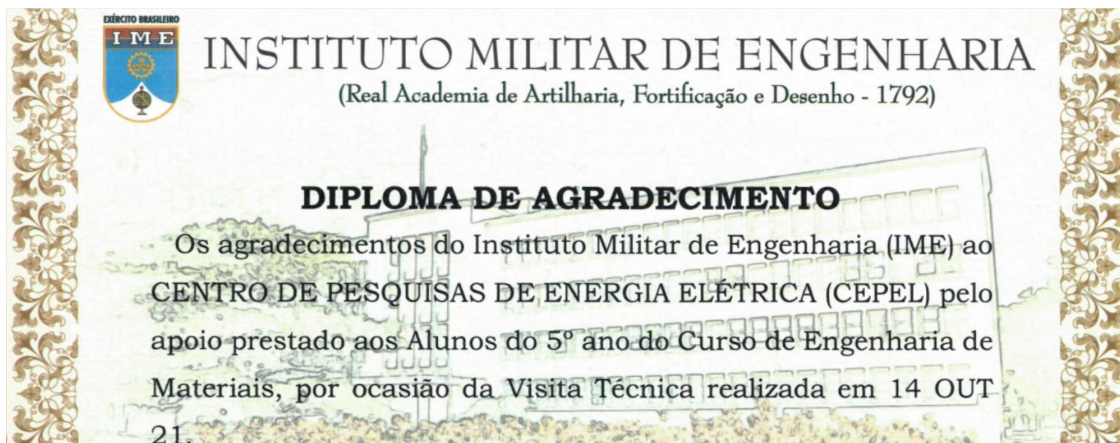 EXÉRCITO BRASILEIRO
I M E
INSTITUTO MILITAR DE ENGENHARIA
(Real Academia de Artilharia, Fortificação e Desenho - 1792)
DIPLOMA DE AGRADECIMENTO
Os agradecimentos do Instituto Militar de Engenharia (IME) ao
CENTRO DE PESQUISAS DE ENERGIA ELÉTRICA (CEPEL) pelo
apoio prestado aos Alunos do 5º ano do Curso de Engenharia de
Materiais, por ocasião da Visita Técnica realizada em 14 OUT
21.